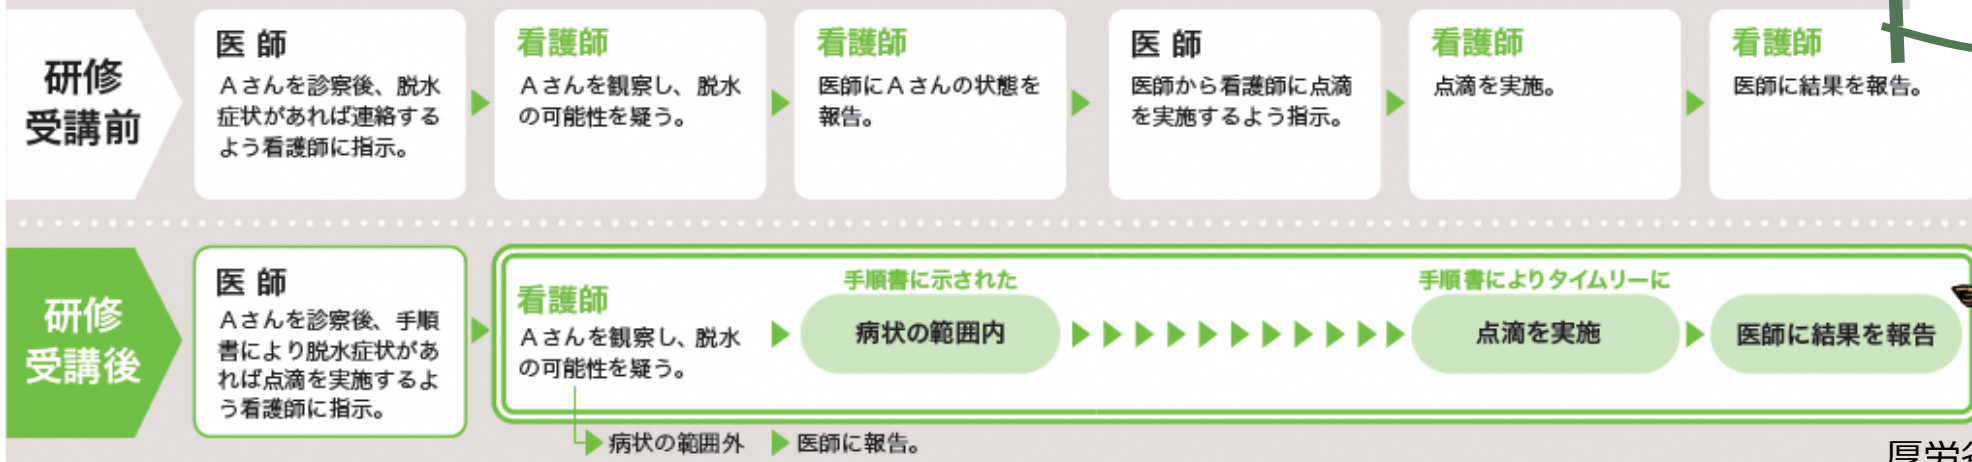 研修
受講前
医 師
Aさんを診察後、脱水
症状があれば連絡する
よう看護師に指示。
看護師
Aさんを観察し、脱水
の可能性を疑う。
看護師
医師にAさんの状態を
報告。
医 師
医師から看護師に点滴
を実施するよう指示。
看護師
点滴を実施。
看護師
医師に結果を報告。
研修
受講後
医 師
Aさんを診察後、手順
書により脱水症状があ
れば点滴を実施するよ
う看護師に指示。
看護師
Aさんを観察し、脱水
の可能性を疑う。
手順書に示された
病状の範囲内
手順書によりタイムリーに
点滴を実施
医師に結果を報告
病状の範囲外
医師に報告。
厚労省